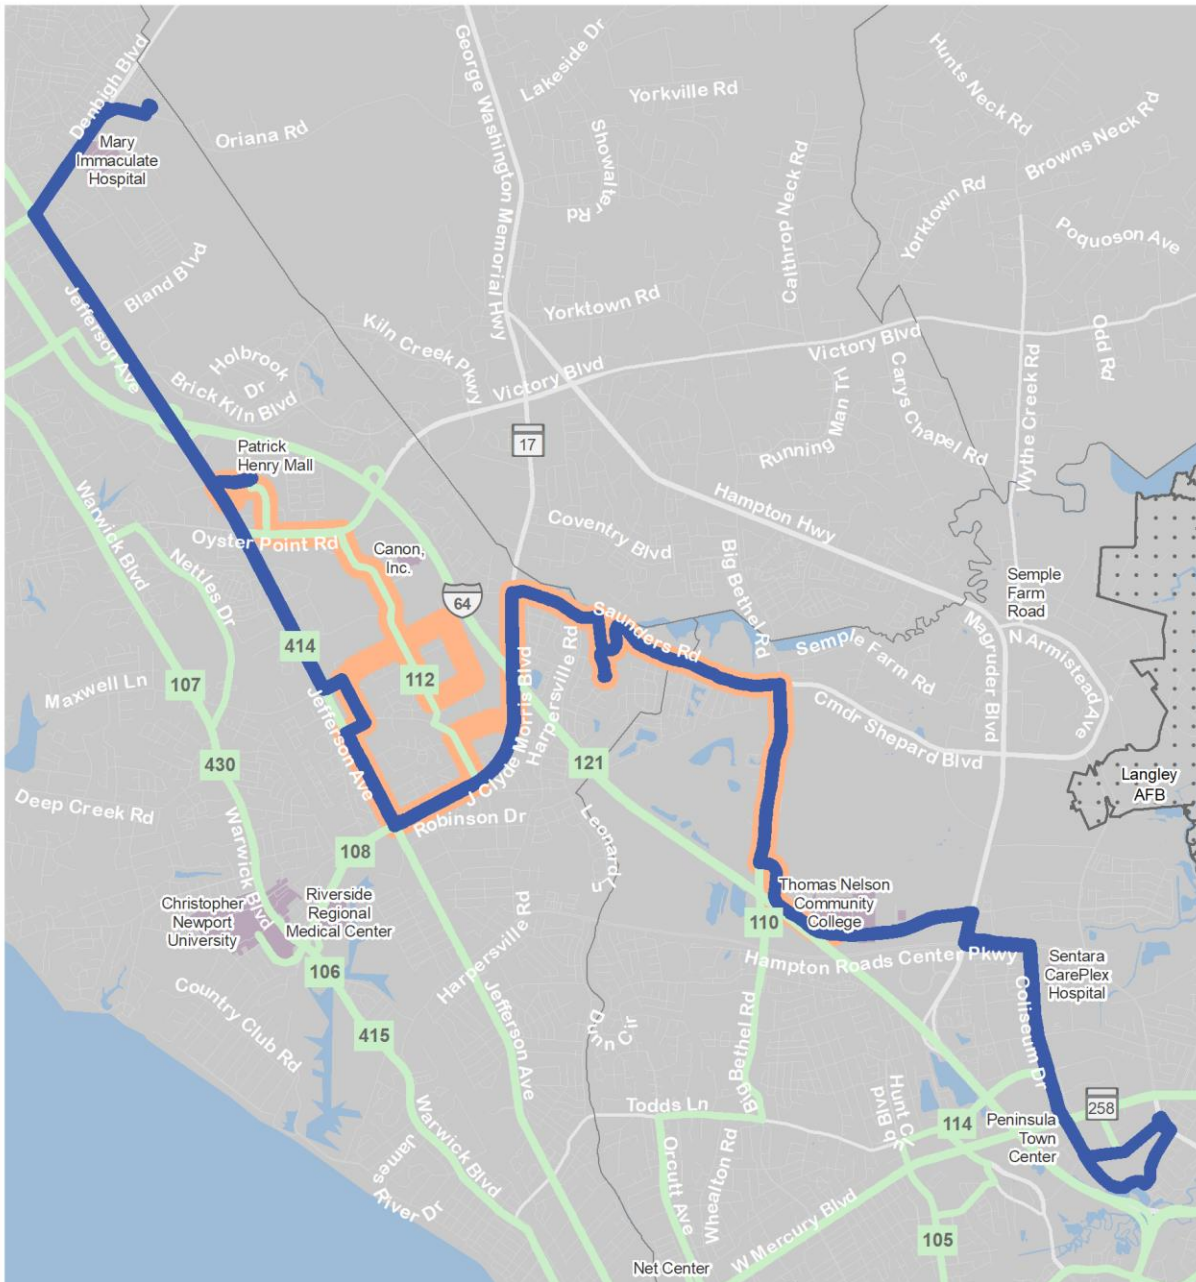 Denbigh Blvd
George Washington Memorial Hwy
Lakeside Dr
Yorkville Rd
Hunts Neck Rd
Browns Neck Rd
Mary
Immaculate
Hospital
Oriana Rd
Showalter Rd
Calthrop Neck Rd
Yorktown Rd
Poquoson Ave
Bland Blvd
Jefferson Ave
Yorktown Rd
Kiln Creek Pkwy
Victory Blvd
Victory Blvd
Odd Rd
Holbrook
Dr
Brick Kiln Blvd
Carys Chapel Rd
Wythe Creek Rd
Running Man Trl
Patrick
Henry Mall
17
Warwick Blvd
Hampton Hwy
Oyster Point Rd
Nettles Dr
Canon,
Inc.
Coventry Blvd
Big Bethel Rd
64
Semple
Farm
Road
Saunders Rd
Magruder Blvd
N Armistead Ave
414
Harpersville Rd
Semple Farm Rd
Maxwell Ln
107
112
Jefferson Ave
J Clyde Morris Blvd
Cmdr Shepard Blvd
430
121
Langley
AFB
Deep Creek Rd
Robinson Dr
Leonard Ln
Warwick Blvd
108
Christopher
Newport
University
Riverside
Regional
Medical Center
Harpersville Rd
Thomas Nelson
Community
College
110
Hampton Roads Center Pkwy
Sentara
CarePlex
Hospital
106
Country Club Rd
Jefferson Ave
415
Dunn Cir
Big Bethel Rd
Coliseum Dr
Todds Ln
Hunt Club Blvd
258
114
Peninsula
Town
Center
Warwick Blvd
James
River Dr
Orcutt Ave
Whealton Rd
W Mercury Blvd
105
Net Center